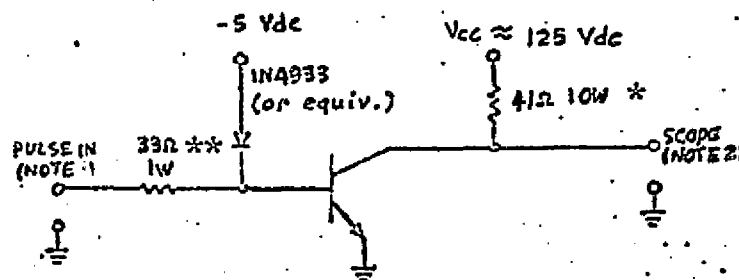 -5 Vdc
Vcc ≈ 125 Vdc
1N4933
(or equiv.)
41Ω 10W *
PULSE IN
(NOTE 1
33Ω **
1W
SCOPE
(NOTE 2)